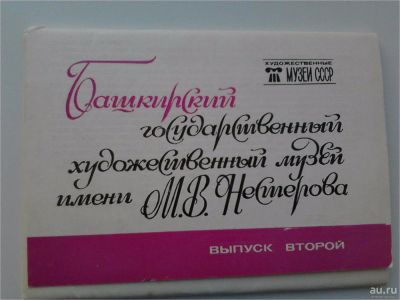 ХУДОЖЕСТВЕННЫЕ
МУЗЕИ СССР
Башкирский
государственный
художественный музей
имени М.В. Нестерова
ВЫПУСК ВТОРОЙ
au.ru